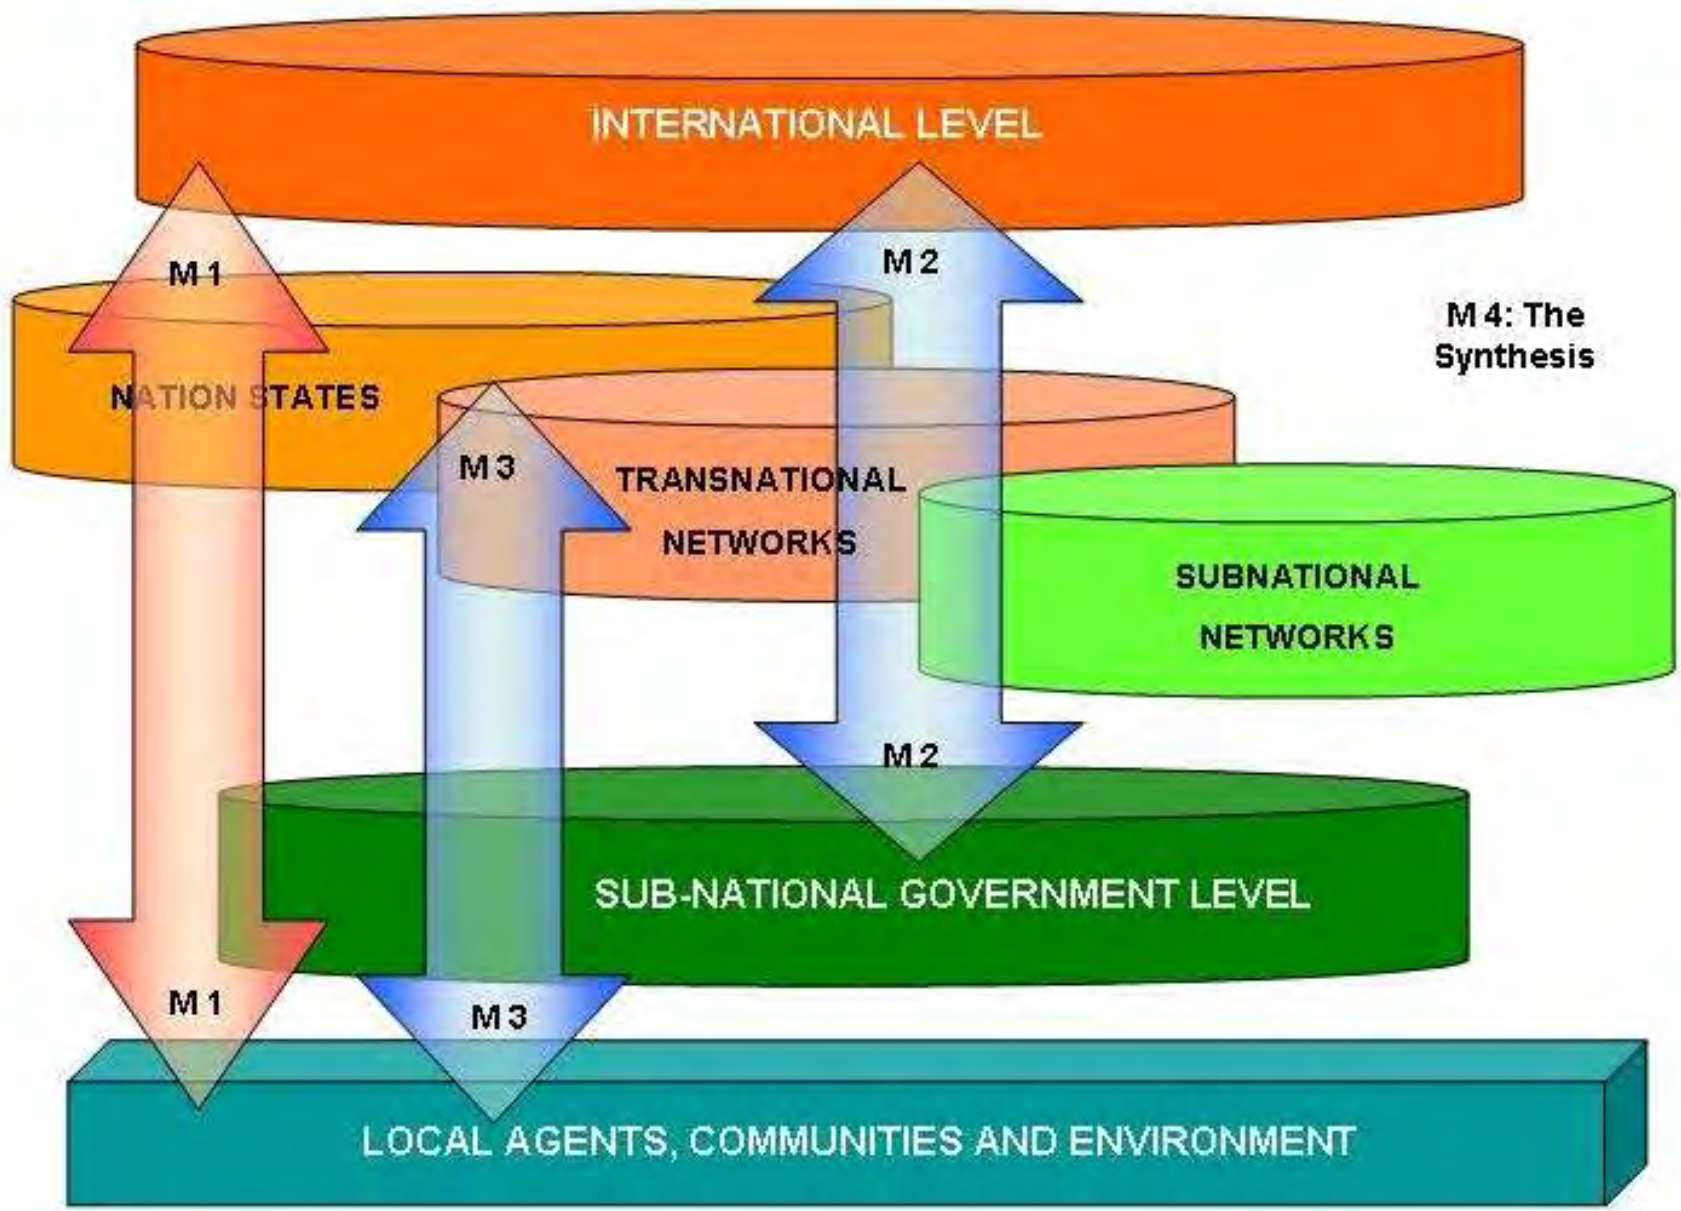 INTERNATIONAL LEVEL
M 1
M 2
M 4: The
Synthesis
NATION STATES
M 3
TRANSNATIONAL
NETWORKS
SUBNATIONAL
NETWORKS
M 2
SUB-NATIONAL GOVERNMENT LEVEL
M 1
M 3
LOCAL AGENTS, COMMUNITIES AND ENVIRONMENT